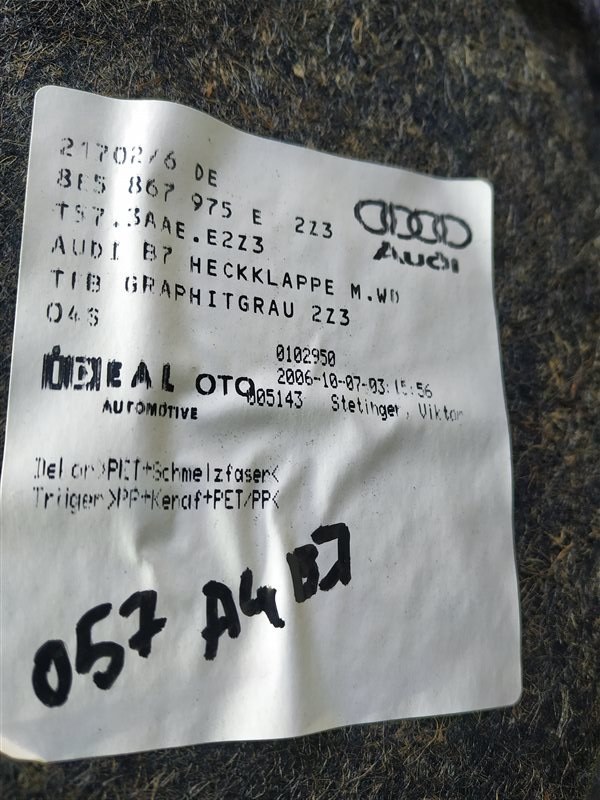 21702/6 DE
8E5 867 975 E 2Z3
TS7.3AAE.E2Z3
AUDI B7 HECKKLAPPE M.WD
TFB GRAPHITGRAU 2Z3
04S
AUDI
0102950
2006-10-07-03:15:56
005143 Stetinger, Viktor
IDEAL OTO
AUTOMOTIVE
Dekor>PET+Schmelzfaser<
Träger>PP+Kenaf+PET/PP<
057 A4 B7